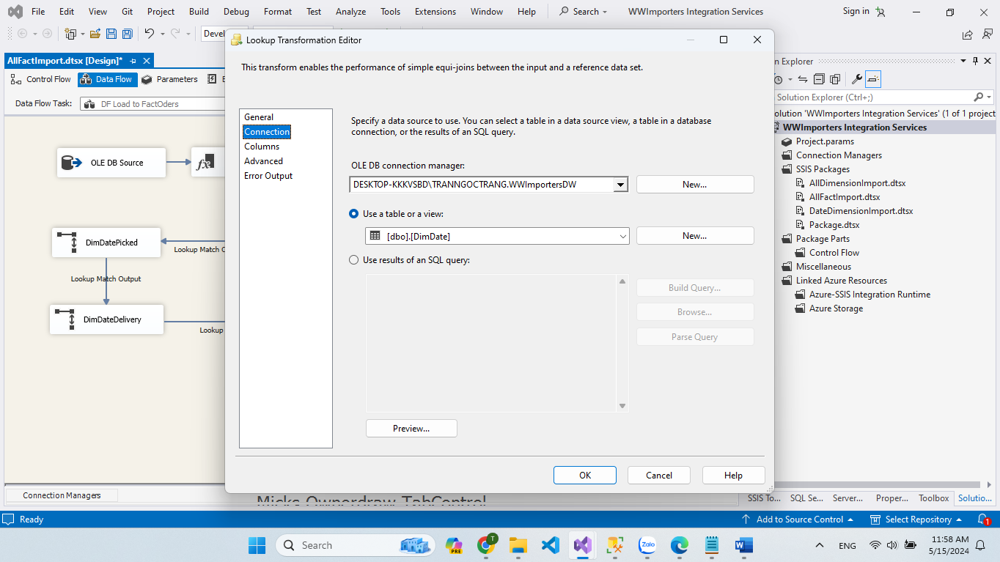 File Edit View Git Project Build Debug Format Test Analyze Tools Extensions Window Help Search WWImporters Integration Services Sign in
Lookup Transformation Editor
AllFactImport.dtsx [Design]*
Control Flow Data Flow Parameters
Data Flow Task: DF Load to FactOders
OLE DB Source
DimDatePicked
Lookup Match Output
DimDateDelivery
Lookup
This transform enables the performance of simple equi-joins between the input and a reference data set.
General
Connection
Columns
Advanced
Error Output
Specify a data source to use. You can select a table in a data source view, a table in a database
connection, or the results of an SQL query.
OLE DB connection manager:
DESKTOP-KKKVSBD\TRANNGOCTRANG.WWImportersDW New...
Use a table or a view:
[dbo].[DimDate] New...
Use results of an SQL query:
Build Query...
Browse...
Parse Query
Preview...
OK Cancel Help
n Explorer
Solution Explorer (Ctrl+;)
olution 'WWImporters Integration Services' (1 of 1 project
WWImporters Integration Services
Project.params
Connection Managers
SSIS Packages
AllDimensionImport.dtsx
AllFactImport.dtsx
DateDimensionImport.dtsx
Package.dtsx
Package Parts
Control Flow
Miscellaneous
Linked Azure Resources
Azure-SSIS Integration Runtime
Azure Storage
Connection Managers
SSIS To... SQL Se... Server... Proper... Toolbox Solutio...
Ready Add to Source Control Select Repository 1
Search PRE T Zalo ENG 11:58 AM
5/15/2024